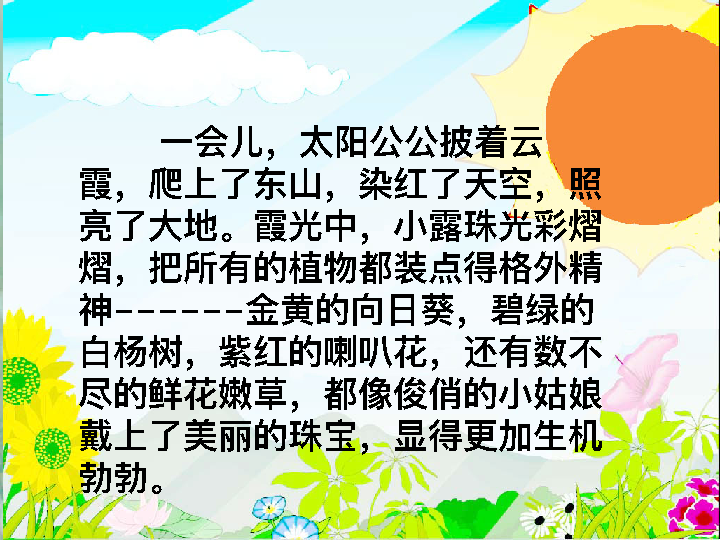 一会儿，太阳公公披着云
霞，爬上了东山，染红了天空，照
亮了大地。霞光中，小露珠光彩熠
熠，把所有的植物都装点得格外精
神------金黄的向日葵，碧绿的
白杨树，紫红的喇叭花，还有数不
尽的鲜花嫩草，都像俊俏的小姑娘
戴上了美丽的珠宝，显得更加生机
勃勃。